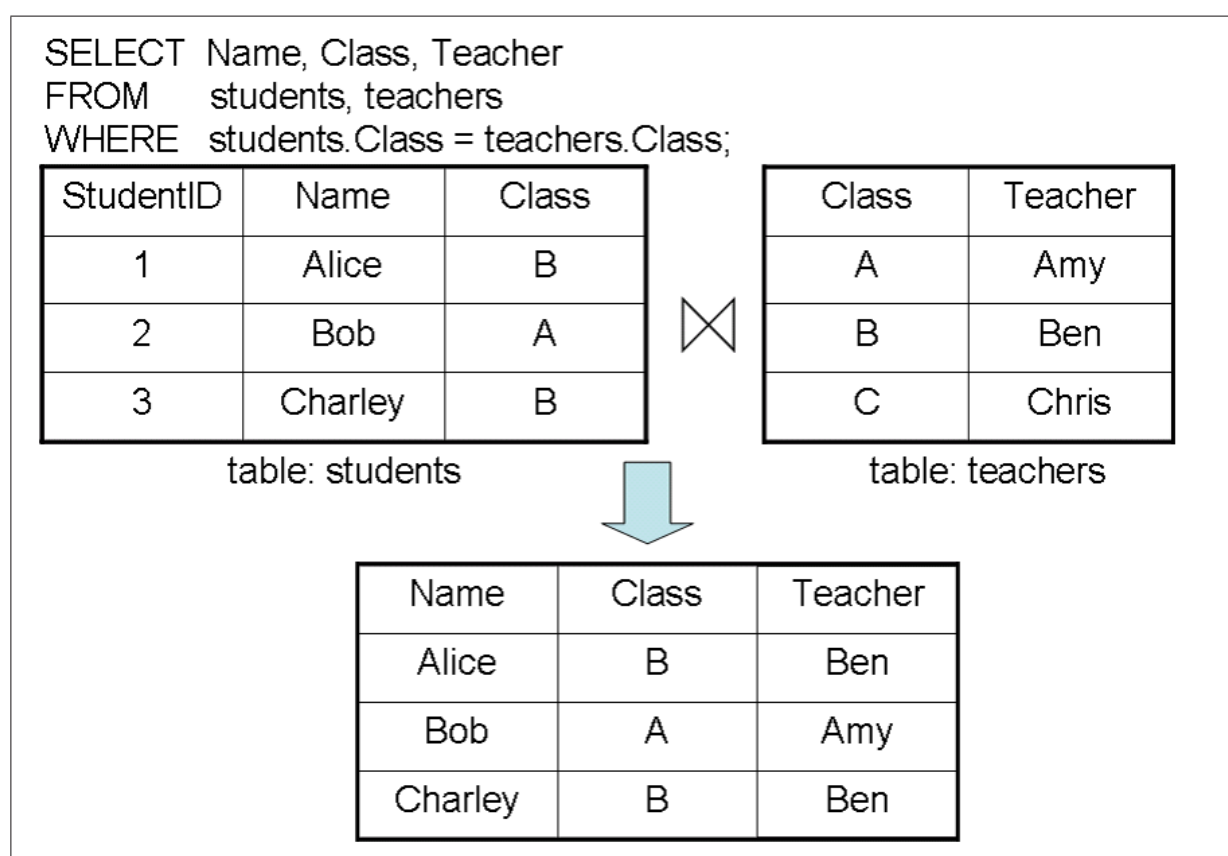 SELECT Name, Class, Teacher
FROM students, teachers
WHERE students.Class = teachers.Class;
StudentID Name Class
1 Alice B
2 Bob A
3 Charley B
table: students
Class Teacher
A Amy
B Ben
C Chris
table: teachers
Name Class Teacher
Alice B Ben
Bob A Amy
Charley B Ben